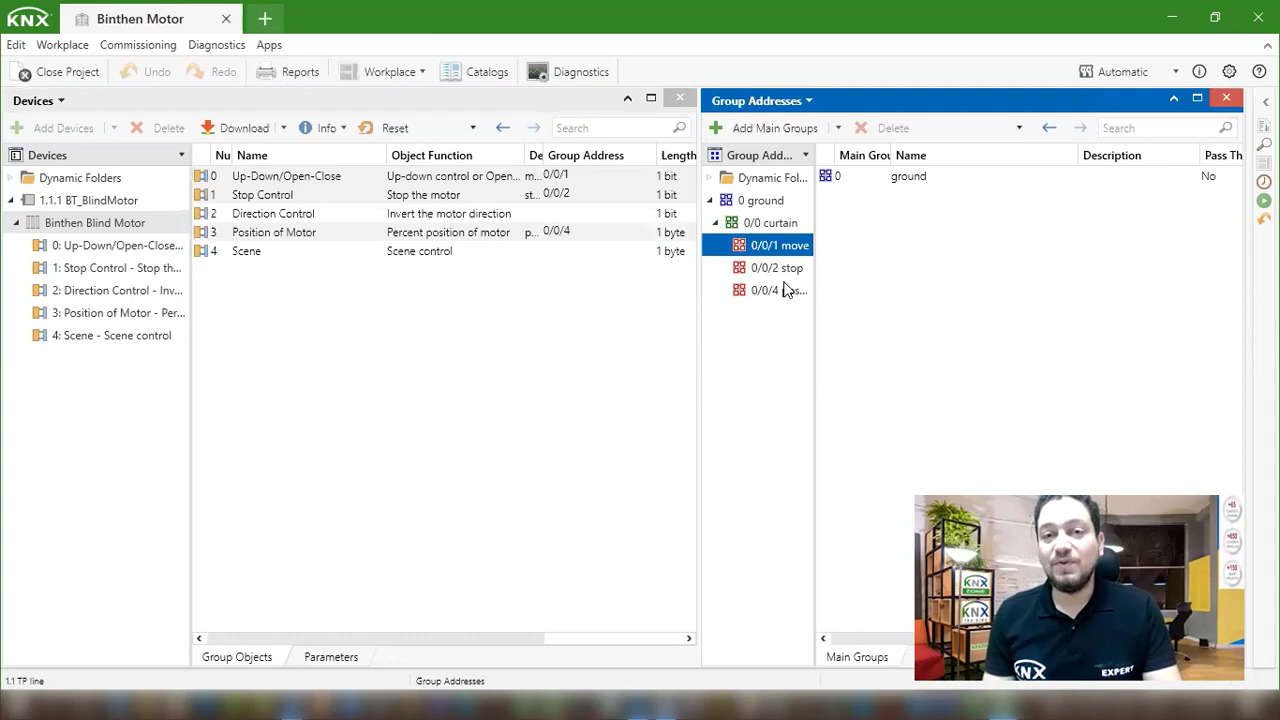 KNX Binthen Motor
Edit Workplace Commissioning Diagnostics Apps
Close Project Undo Redo Reports Workplace Catalogs Diagnostics Automatic
Devices
Add Devices Delete Download Info Reset Search
Devices
Dynamic Folders
1.1.1 BT_BlindMotor
Binthen Blind Motor
0: Up-Down/Open-Close...
1: Stop Control - Stop th...
2: Direction Control - Inv...
3: Position of Motor - Per...
4: Scene - Scene control
Nu Name Object Function De Group Address Length
0 Up-Down/Open-Close Up-down control or Open... m... 0/0/1 1 bit
1 Stop Control Stop the motor st... 0/0/2 1 bit
2 Direction Control Invert the motor direction 1 bit
3 Position of Motor Percent position of motor p... 0/0/4 1 byte
4 Scene Scene control 1 byte
Group Objects Parameters
Group Addresses
Add Main Groups Delete Search
Group Add...
Dynamic Fol...
0 ground
0/0 curtain
0/0/1 move
0/0/2 stop
0/0/4
Main Grou Name Description Pass Th
0 ground No
Main Groups
KNX
ZONE
KNX
TRAINING
KNX
EXPERT
+65
+650
+150
1.1 TP line Group Addresses